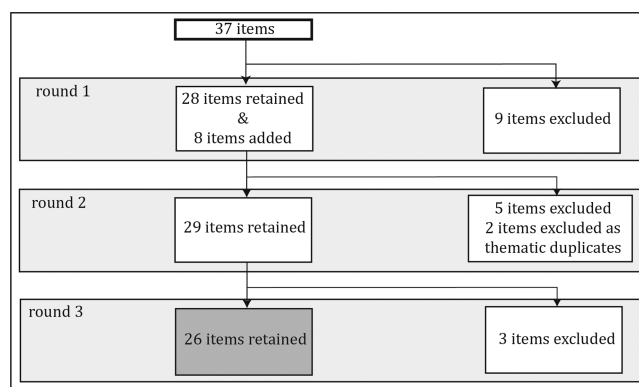 37 items
round 1
28 items retained
&
8 items added
9 items excluded
round 2
29 items retained
5 items excluded
2 items excluded as
thematic duplicates
round 3
26 items retained
3 items excluded